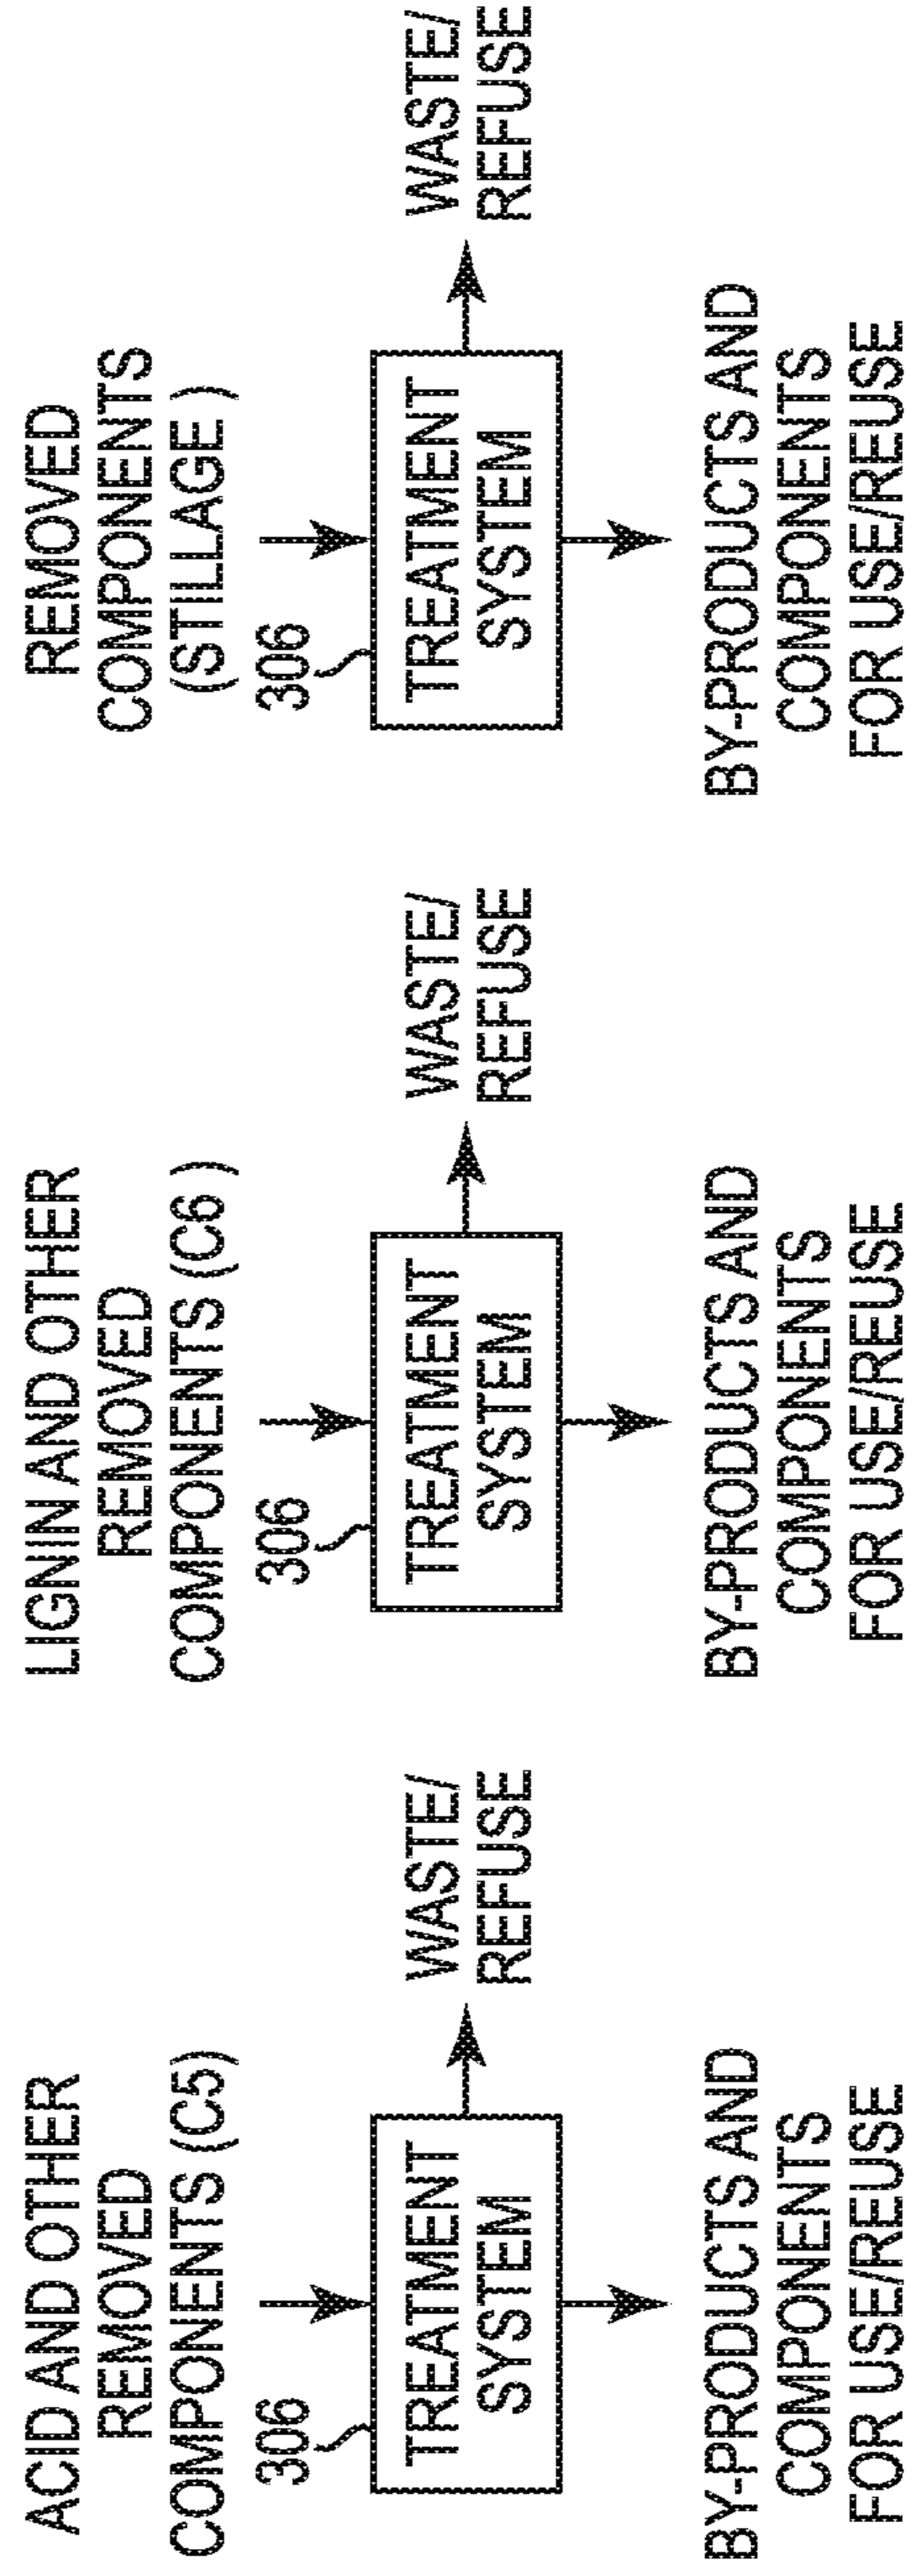 ACID AND OTHER
REMOVED
COMPONENTS (C5)
306
TREATMENT
SYSTEM
WASTE/
REFUSE
BY-PRODUCTS AND
COMPONENTS
FOR USE/REUSE
LIGNIN AND OTHER
REMOVED
COMPONENTS (C6 )
306
TREATMENT
SYSTEM
WASTE/
REFUSE
BY-PRODUCTS AND
COMPONENTS
FOR USE/REUSE
REMOVED
COMPONENTS
(STILLAGE )
306
TREATMENT
SYSTEM
WASTE/
REFUSE
BY-PRODUCTS AND
COMPONENTS
FOR USE/REUSE